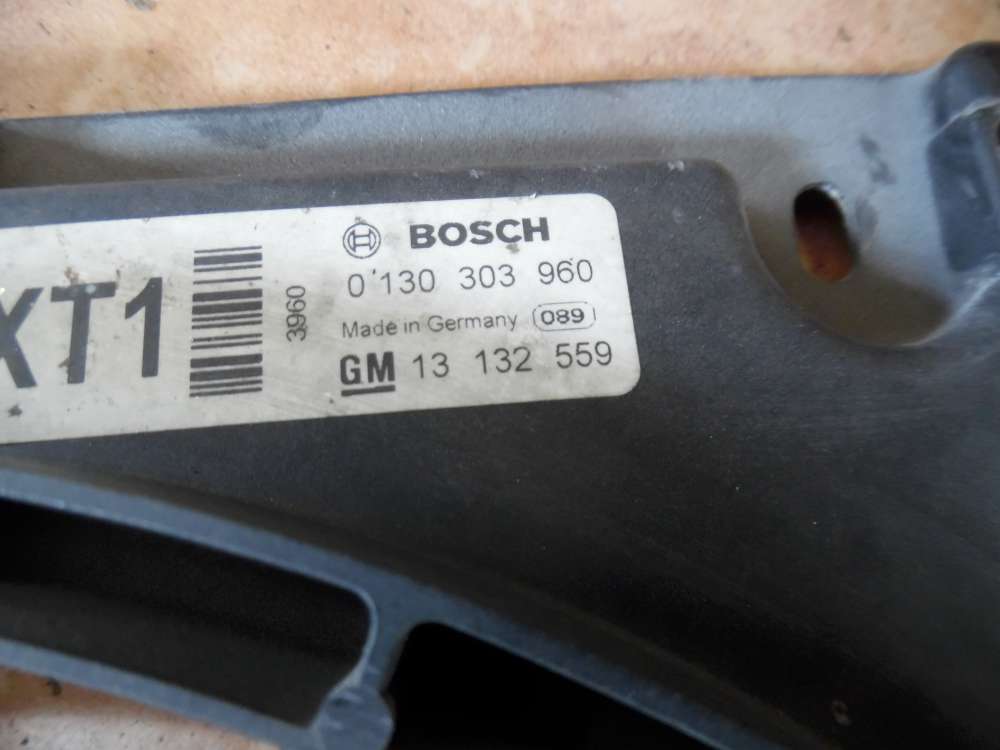 XT1
3960
BOSCH
0 130 303 960
Made in Germany 089
GM 13 132 559